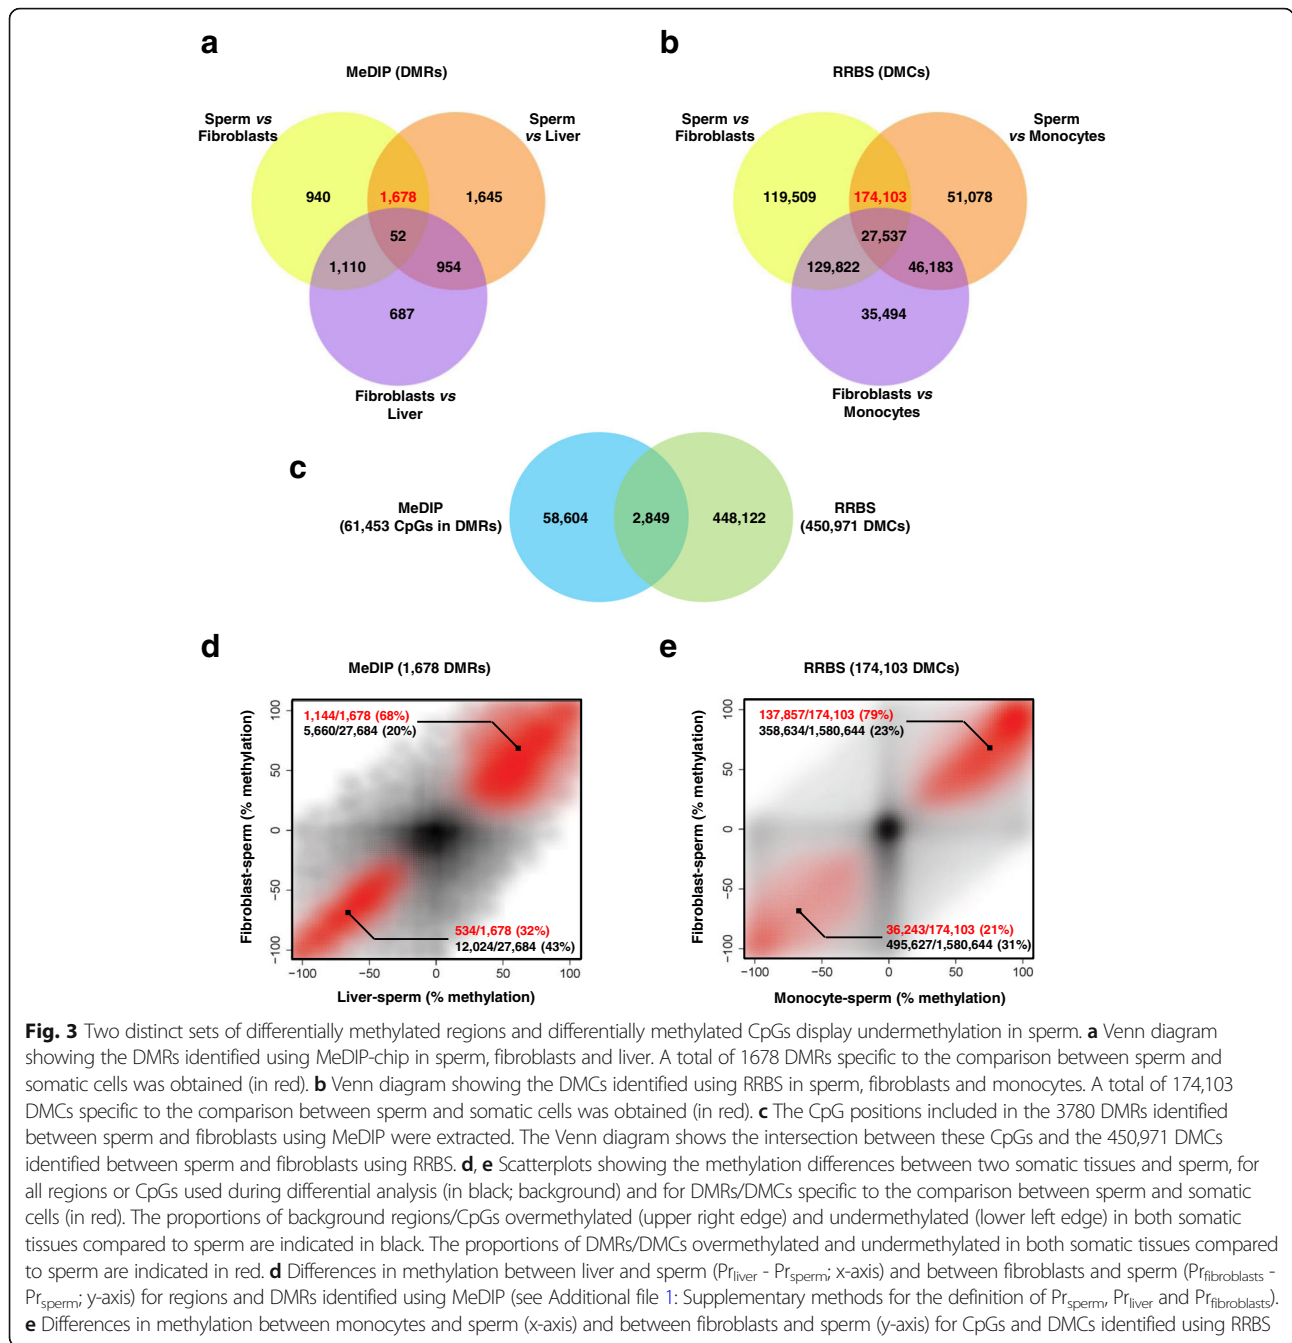 a
MeDIP (DMRs)
Sperm vs
Fibroblasts
Sperm
vs Liver
940
1,678
1,645
52
1,110
954
687
Fibroblasts vs
Liver
b
RRBS (DMCs)
Sperm vs
Fibroblasts
Sperm
vs Monocytes
119,509
174,103
51,078
27,537
129,822
46,183
35,494
Fibroblasts vs
Monocytes
c
MeDIP
(61,453 CpGs in DMRs)
58,604
2,849
448,122
RRBS
(450,971 DMCs)
d
MeDIP (1,678 DMRs)
1,144/1,678 (68%)
5,660/27,684 (20%)
534/1,678 (32%)
12,024/27,684 (43%)
Fibroblast-sperm (% methylation)
100
50
0
−50
−100
−100 −50 0 50 100
Liver-sperm (% methylation)
e
RRBS (174,103 DMCs)
137,857/174,103 (79%)
358,634/1,580,644 (23%)
36,243/174,103 (21%)
495,627/1,580,644 (31%)
Fibroblast-sperm (% methylation)
100
50
0
−50
−100
−100 −50 0 50 100
Monocyte-sperm (% methylation)
Fig. 3 Two distinct sets of differentially methylated regions and differentially methylated CpGs display undermethylation in sperm. a Venn diagram
showing the DMRs identified using MeDIP-chip in sperm, fibroblasts and liver. A total of 1678 DMRs specific to the comparison between sperm and
somatic cells was obtained (in red). b Venn diagram showing the DMCs identified using RRBS in sperm, fibroblasts and monocytes. A total of 174,103
DMCs specific to the comparison between sperm and somatic cells was obtained (in red). c The CpG positions included in the 3780 DMRs identified
between sperm and fibroblasts using MeDIP were extracted. The Venn diagram shows the intersection between these CpGs and the 450,971 DMCs
identified between sperm and fibroblasts using RRBS. d, e Scatterplots showing the methylation differences between two somatic tissues and sperm, for
all regions or CpGs used during differential analysis (in black; background) and for DMRs/DMCs specific to the comparison between sperm and somatic
cells (in red). The proportions of background regions/CpGs overmethylated (upper right edge) and undermethylated (lower left edge) in both somatic
tissues compared to sperm are indicated in black. The proportions of DMRs/DMCs overmethylated and undermethylated in both somatic tissues compared
to sperm are indicated in red. d Differences in methylation between liver and sperm (Prliver - Prsperm; x-axis) and between fibroblasts and sperm (Prfibroblasts -
Prsperm; y-axis) for regions and DMRs identified using MeDIP (see Additional file 1: Supplementary methods for the definition of Prsperm, Prliver and Prfibroblasts).
e Differences in methylation between monocytes and sperm (x-axis) and between fibroblasts and sperm (y-axis) for CpGs and DMCs identified using RRBS